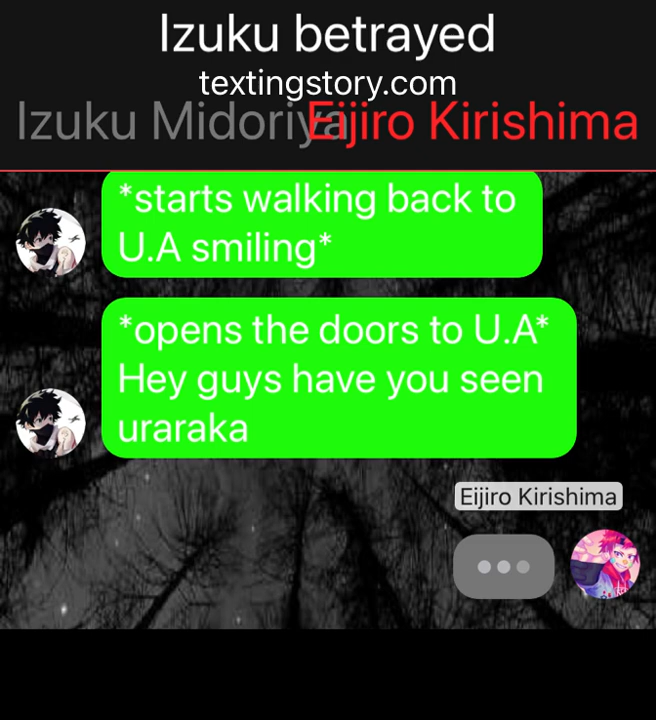 Izuku betrayed
textingstory.com
Izuku Midoriya Eijiro Kirishima
*starts walking back to
U.A smiling*
*opens the doors to U.A*
Hey guys have you seen
uraraka
Eijiro Kirishima